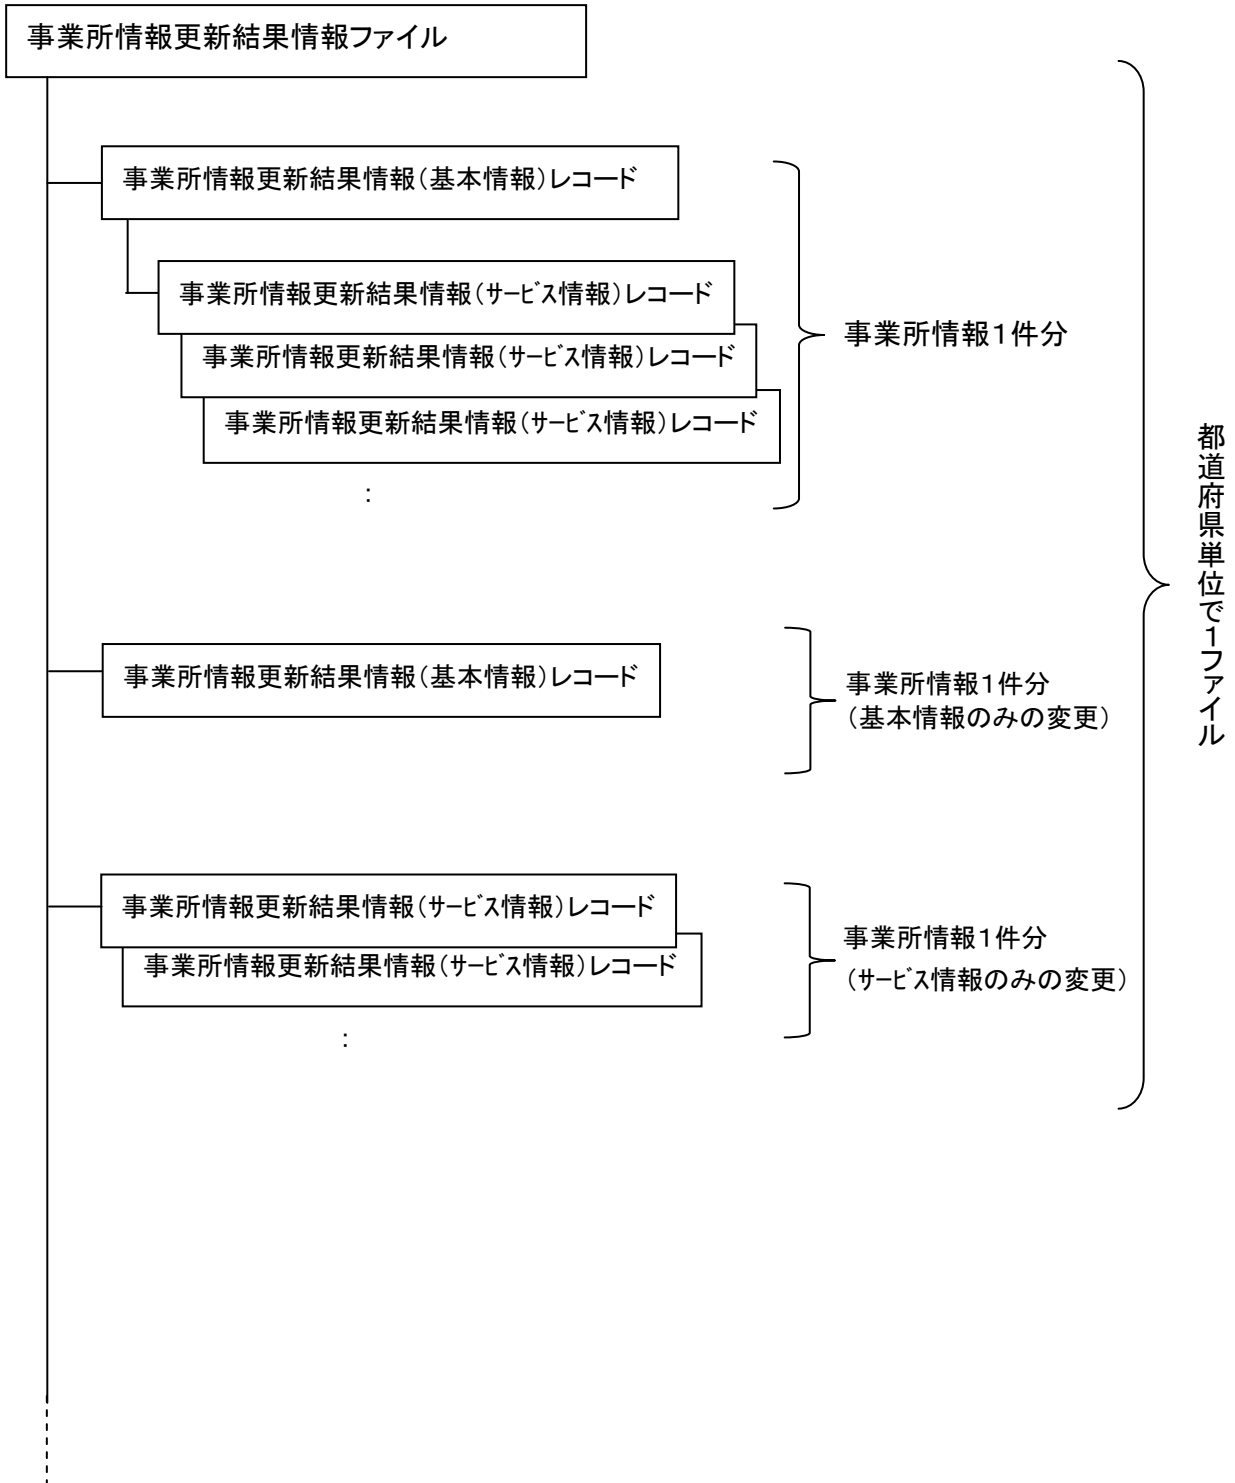 事業所情報更新結果情報ファイル
事業所情報更新結果情報（基本情報）レコード
事業所情報更新結果情報（ｻｰﾋﾞｽ情報）レコード
事業所情報更新結果情報（ｻｰﾋﾞｽ情報）レコード
事業所情報更新結果情報（ｻｰﾋﾞｽ情報）レコード
：
事業所情報１件分
事業所情報更新結果情報（基本情報）レコード
事業所情報１件分
（基本情報のみの変更）
事業所情報更新結果情報（ｻｰﾋﾞｽ情報）レコード
事業所情報更新結果情報（ｻｰﾋﾞｽ情報）レコード
：
事業所情報１件分
（ｻｰﾋﾞｽ情報のみの変更）
都道府県単位で１ファイル